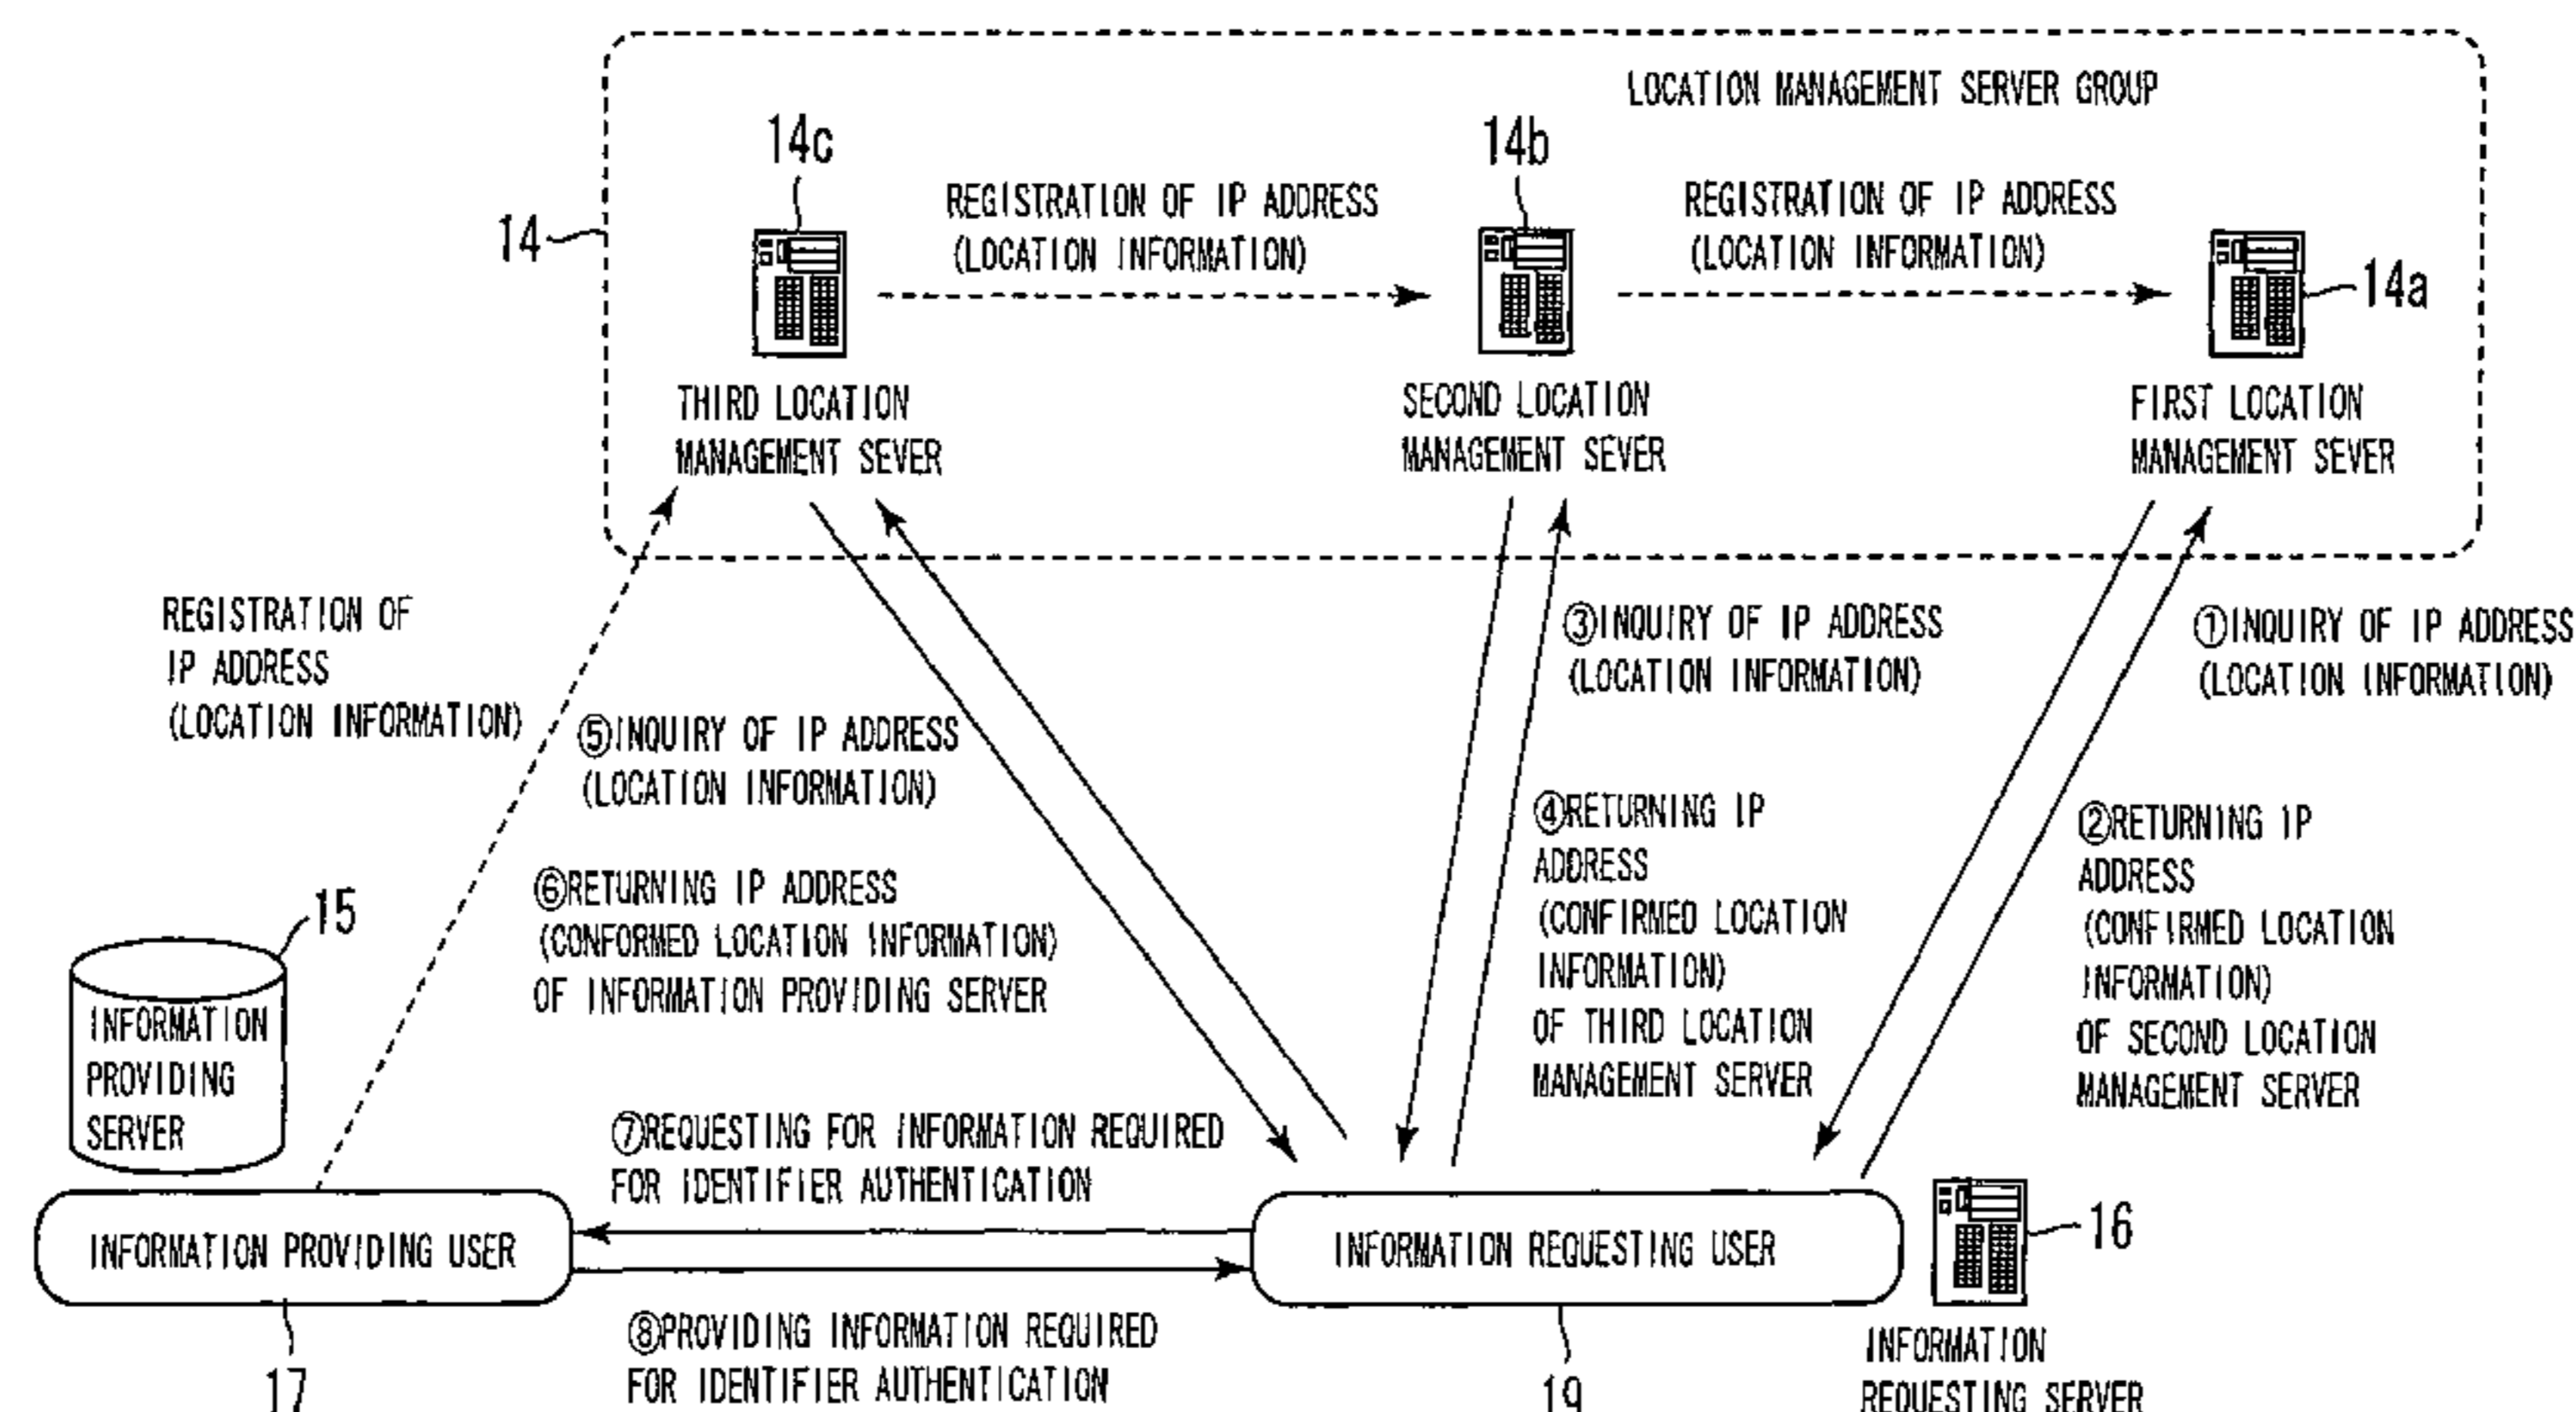 LOCATION MANAGEMENT SERVER GROUP
14c
14b
REGISTRATION OF IP ADDRESS
(LOCATION INFORMATION)
REGISTRATION OF IP ADDRESS
(LOCATION INFORMATION)
14
14a
THIRD LOCATION
MANAGEMENT SEVER
SECOND LOCATION
MANAGEMENT SEVER
FIRST LOCATION
MANAGEMENT SEVER
REGISTRATION OF
IP ADDRESS
(LOCATION INFORMATION)
③INQUIRY OF IP ADDRESS
(LOCATION INFORMATION)
①INQUIRY OF IP ADDRESS
(LOCATION INFORMATION)
⑤INQUIRY OF IP ADDRESS
(LOCATION INFORMATION)
④RETURNING IP
ADDRESS
(CONFIRMED LOCATION
INFORMATION)
OF THIRD LOCATION
MANAGEMENT SERVER
②RETURNING IP
ADDRESS
(CONFIRMED LOCATION
INFORMATION)
OF SECOND LOCATION
MANAGEMENT SERVER
⑥RETURNING IP ADDRESS
(CONFORMED LOCATION INFORMATION)
OF INFORMATION PROVIDING SERVER
15
INFORMATION
PROVIDING
SERVER
⑦REQUESTING FOR INFORMATION REQUIRED
FOR IDENTIFIER AUTHENTICATION
INFORMATION PROVIDING USER
INFORMATION REQUESTING USER
16
⑧PROVIDING INFORMATION REQUIRED
FOR IDENTIFIER AUTHENTICATION
INFORMATION
REQUESTING SERVER
17
19